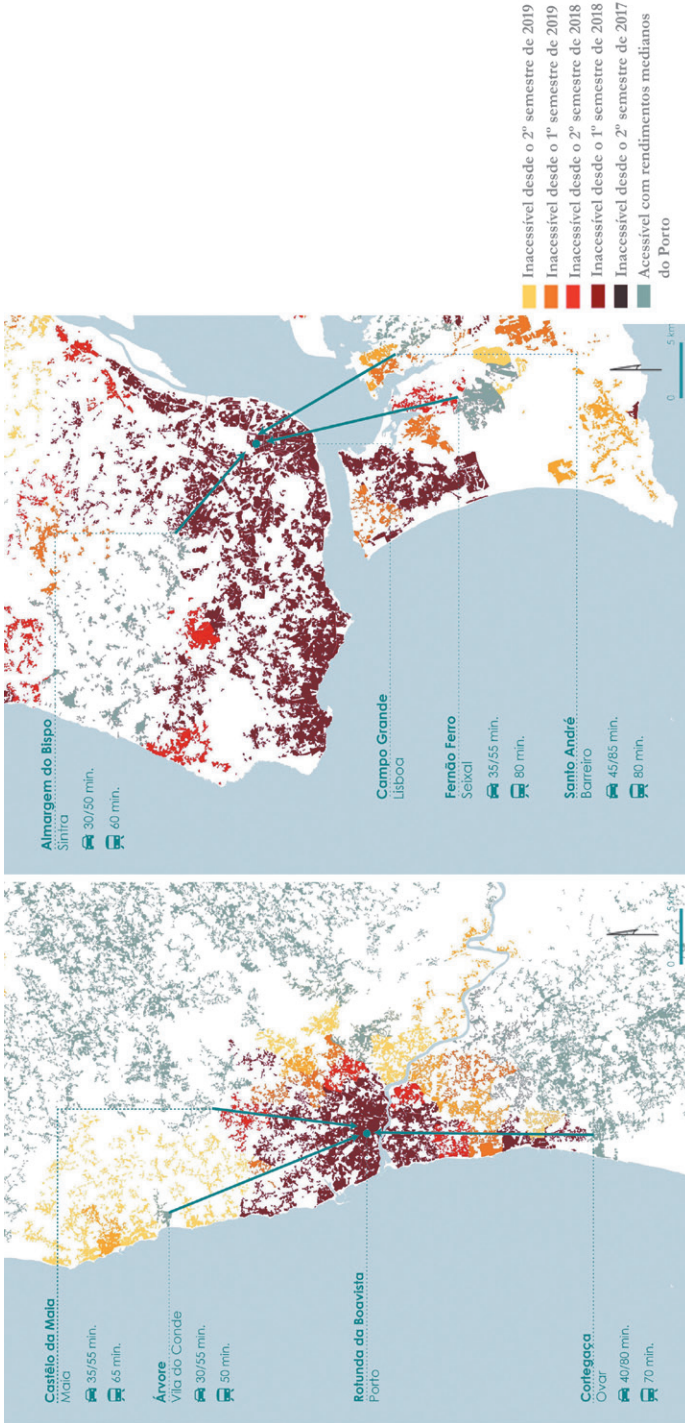 Castêlo da Maia
Maia
35/55 min.
65 min.
Árvore
Vila do Conde
30/55 min.
50 min.
Rotunda da Boavista
Porto
Cortegaça
Ovar
40/80 min.
70 min.
0 5 km
Almargem do Bispo
Sintra
30/50 min.
60 min.
Campo Grande
Lisboa
Fernão Ferro
Seixal
35/55 min.
80 min.
Santo André
Barreiro
45/85 min.
80 min.
0 5 km
Inacessível desde o 2º semestre de 2019
Inacessível desde o 1º semestre de 2019
Inacessível desde o 2º semestre de 2018
Inacessível desde o 1º semestre de 2018
Inacessível desde o 2º semestre de 2017
Acessível com rendimentos medianos
do Porto